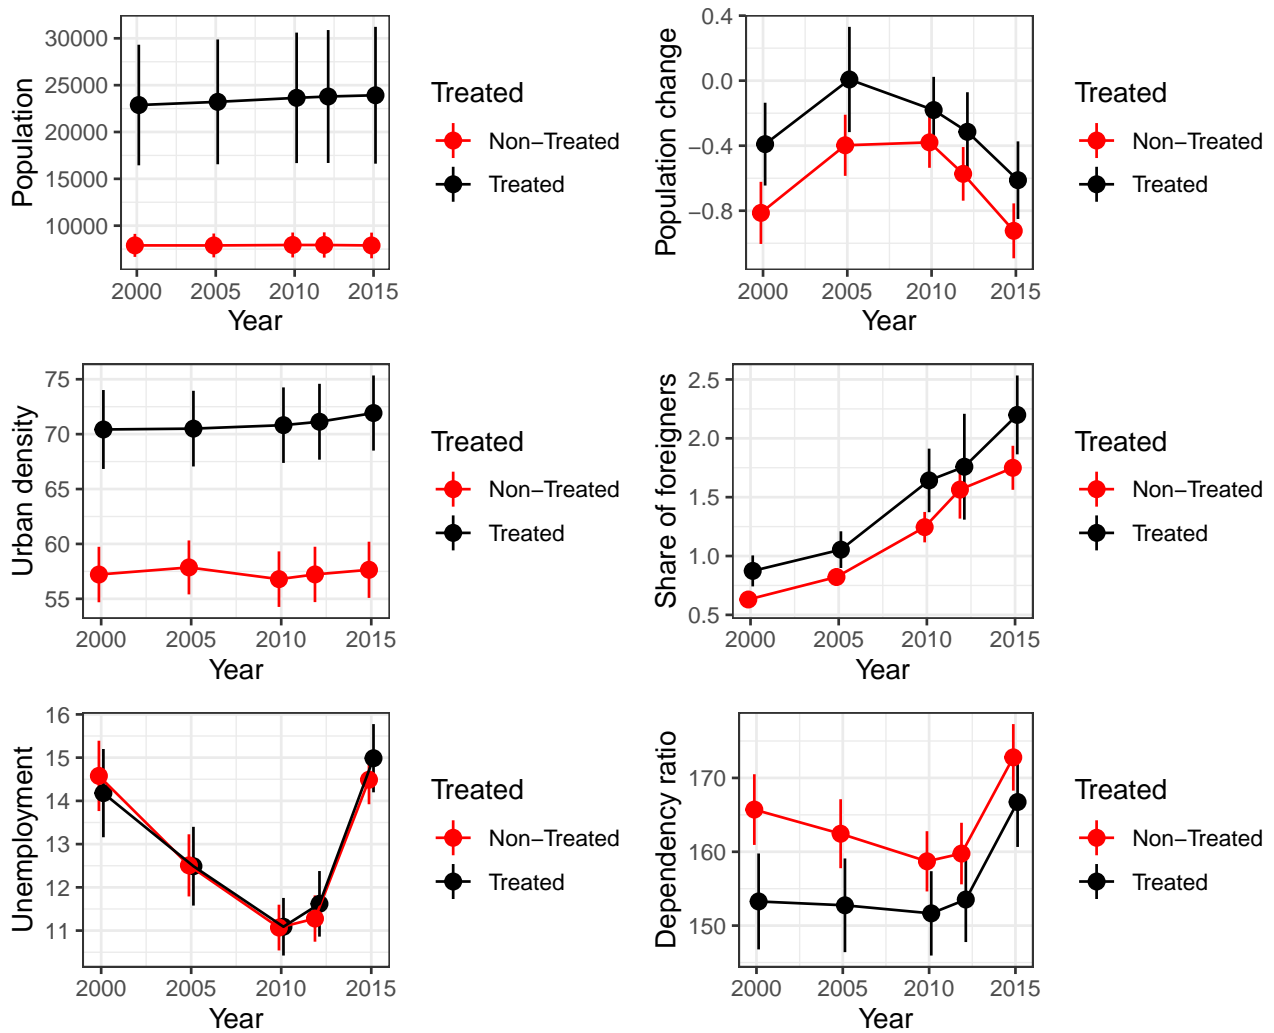 Population
30000
25000
20000
15000
10000
2000 2005 2010 2015
Year
Treated
Non−Treated
Treated
Population change
0.4
0.0
−0.4
−0.8
2000 2005 2010 2015
Year
Treated
Non−Treated
Treated
Urban density
75
70
65
60
55
2000 2005 2010 2015
Year
Treated
Non−Treated
Treated
Share of foreigners
2.5
2.0
1.5
1.0
0.5
2000 2005 2010 2015
Year
Treated
Non−Treated
Treated
Unemployment
16
15
14
13
12
11
2000 2005 2010 2015
Year
Treated
Non−Treated
Treated
Dependency ratio
170
160
150
2000 2005 2010 2015
Year
Treated
Non−Treated
Treated